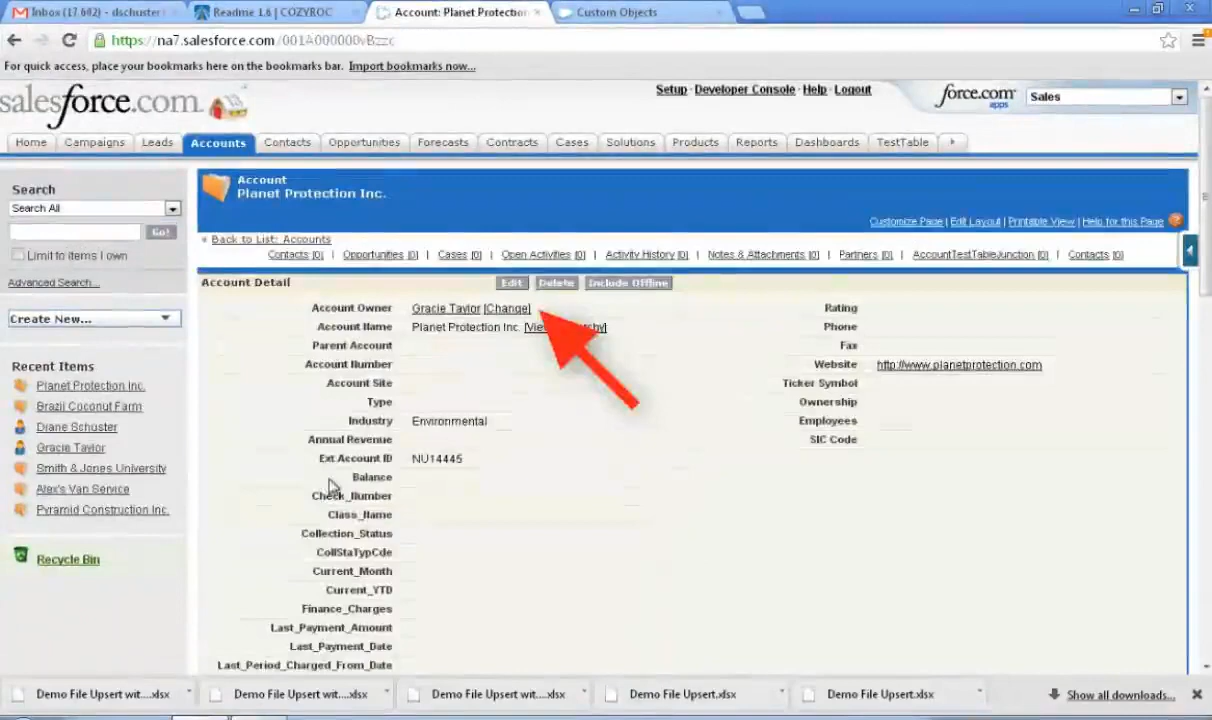 Inbox (17,602) - dschuster
Readme 1.6 | COZYROC
Account: Planet Protection
Custom Objects
https://na7.salesforce.com/001A000000vBzzc
For quick access, place your bookmarks here on the bookmarks bar. Import bookmarks now...
salesforce.com
Setup · Developer Console · Help · Logout
force.com apps
Sales
Home Campaigns Leads Accounts Contacts Opportunities Forecasts Contracts Cases Solutions Products Reports Dashboards TestTable
Search
Search All
Go!
Limit to items I own
Advanced Search...
Create New...
Recent Items
Planet Protection Inc.
Brazil Coconut Farm
Diane Schuster
Gracie Taylor
Smith & Jones University
Alex's Van Service
Pyramid Construction Inc.
Recycle Bin
Account
Planet Protection Inc.
Customize Page | Edit Layout | Printable View | Help for this Page
« Back to List: Accounts
Contacts [0] | Opportunities [0] | Cases [0] | Open Activities [0] | Activity History [0] | Notes & Attachments [0] | Partners [0] | AccountTestTableJunction [0] | Contacts [0]
Account Detail
Edit Delete Include Offline
Account Owner Gracie Taylor [Change] Rating
Account Name Planet Protection Inc. Phone
Parent Account Fax
Account Number Website http://www.planetprotection.com
Account Site Ticker Symbol
Type Ownership
Industry Environmental Employees
Annual Revenue SIC Code
Ext Account ID NU14445
Balance
Check_Number
Class_Name
Collection_Status
CollStaTypCde
Current_Month
Current_YTD
Finance_Charges
Last_Payment_Amount
Last_Payment_Date
Last_Period_Charged_From_Date
Demo File Upsert wit....xlsx
Demo File Upsert wit....xlsx
Demo File Upsert wit....xlsx
Demo File Upsert.xlsx
Demo File Upsert.xlsx
Show all downloads...